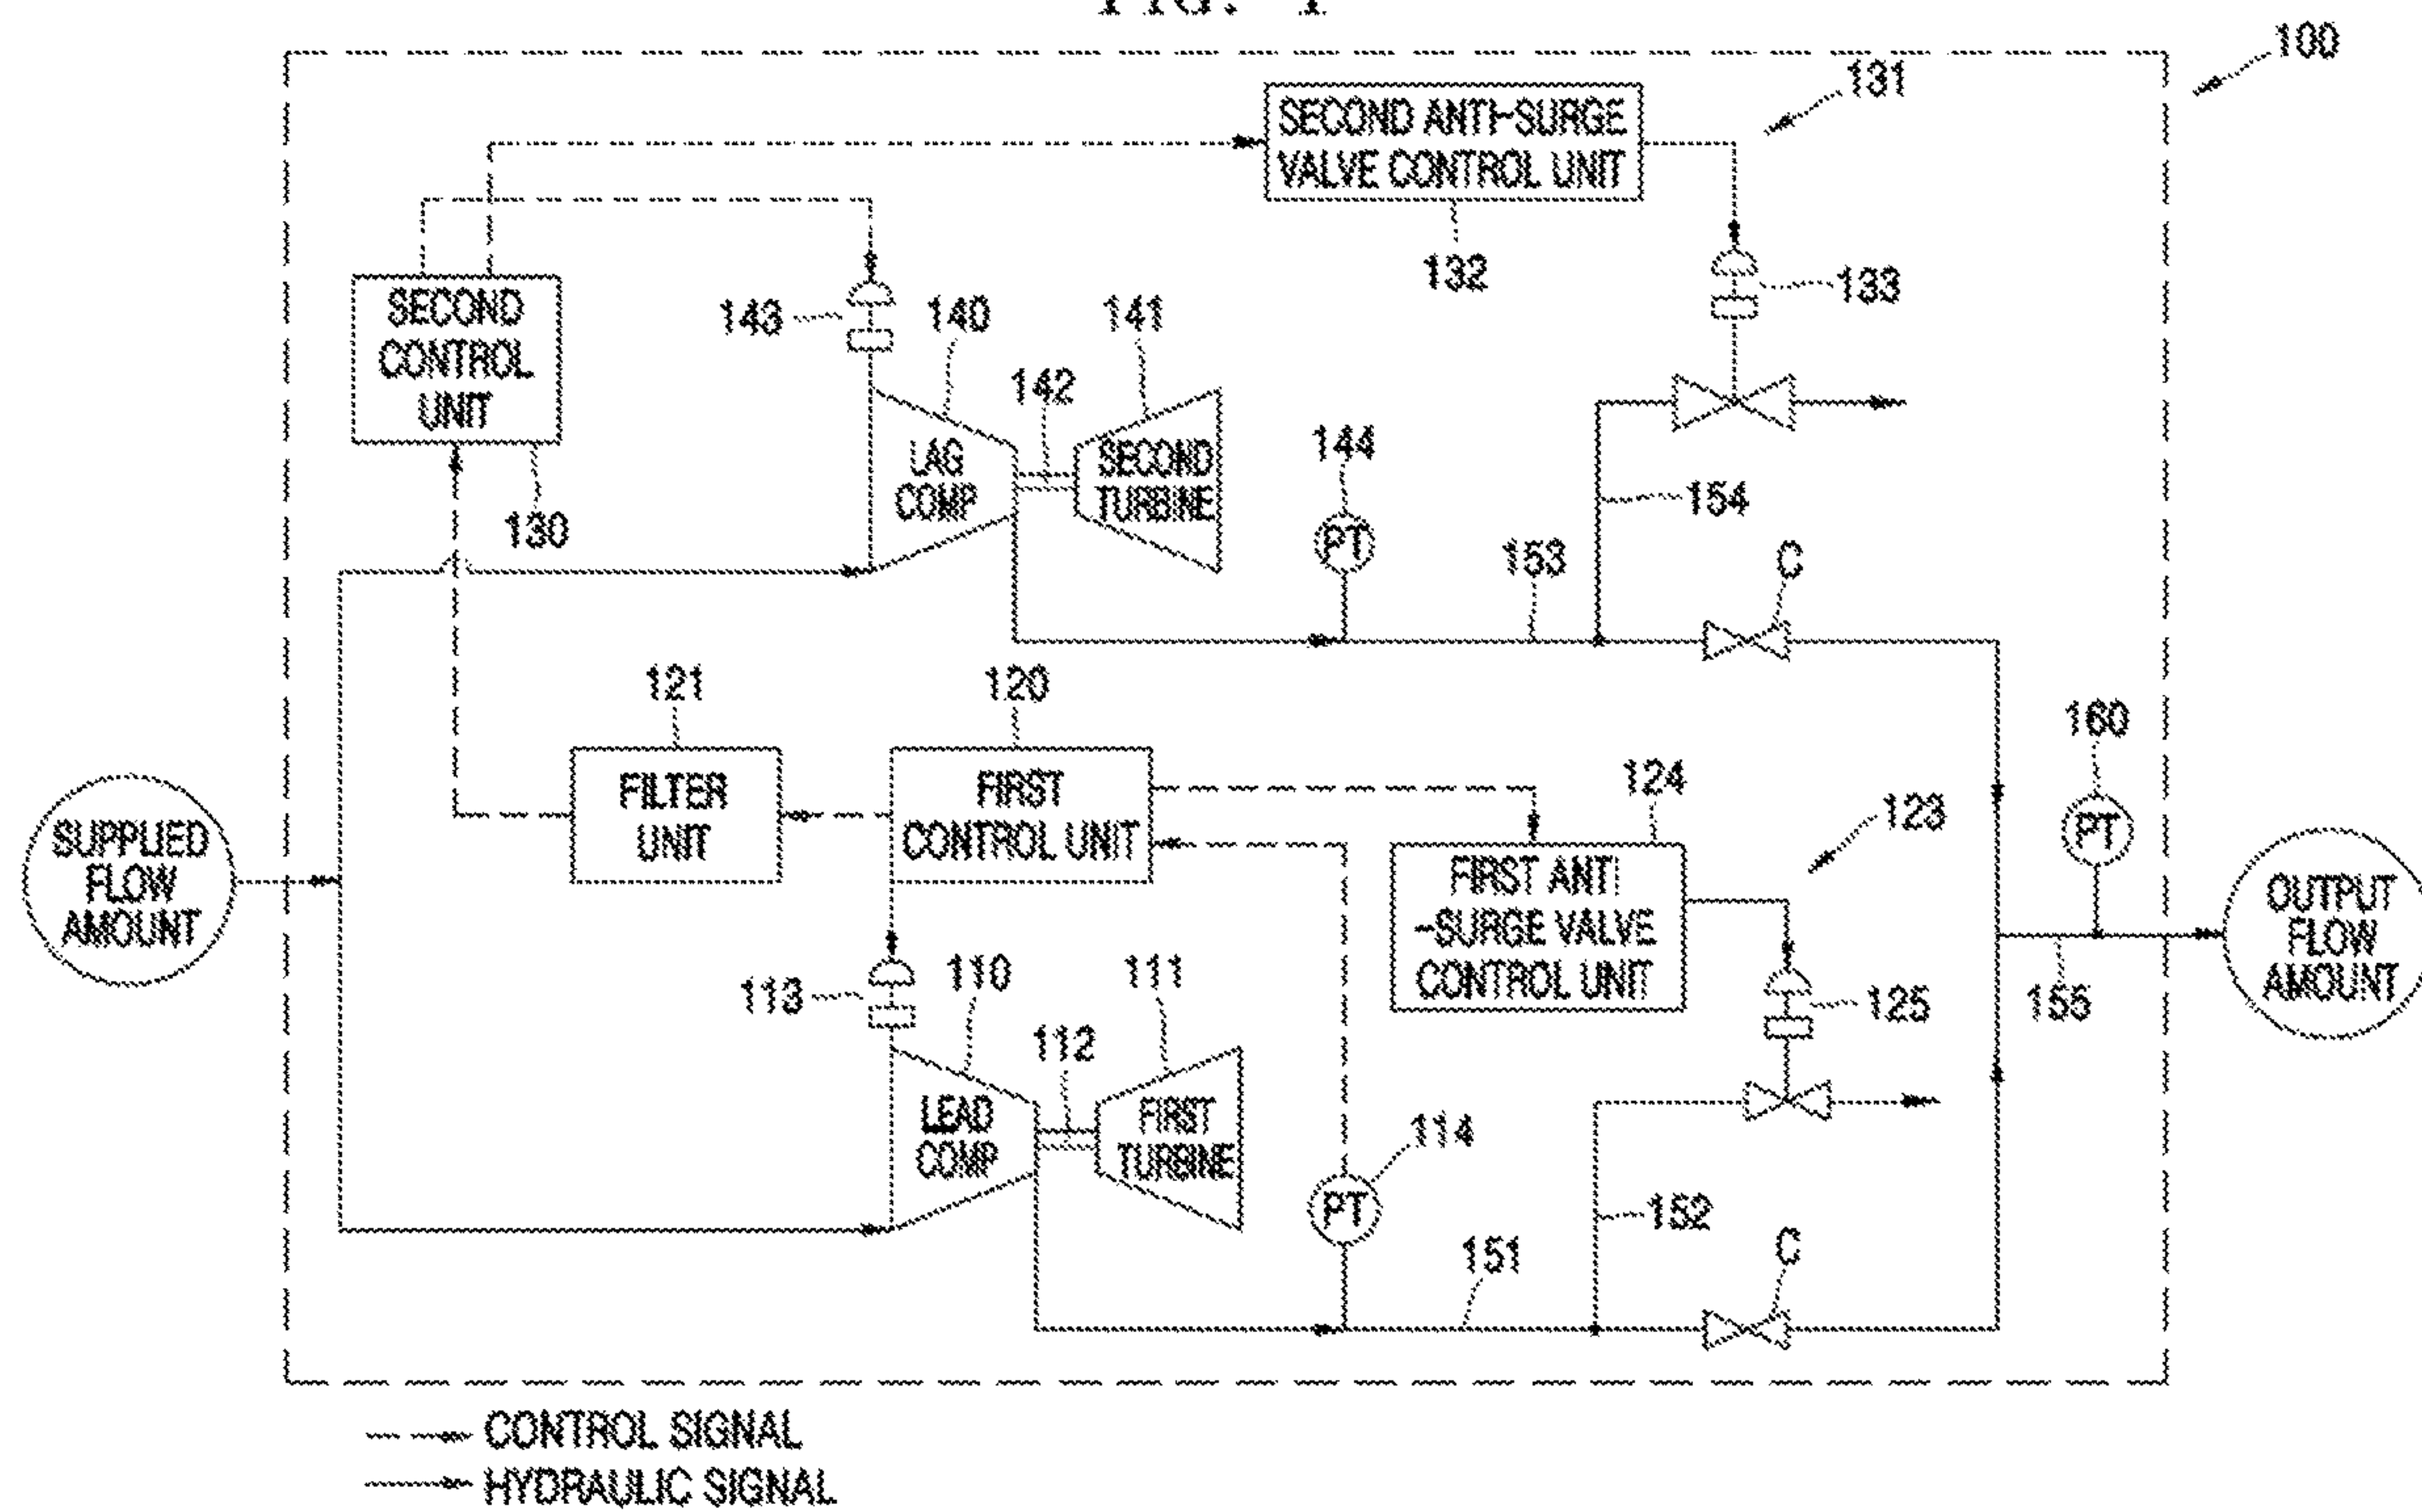 FIG. 1
100
131
SECOND ANTI-SURGE
VALVE CONTROL UNIT
132
133
SECOND
CONTROL
UNIT
130
143
140
142
141
LAG
COMP
SECOND
TURBINE
144
PT
153
154
C
121
FILTER
UNIT
120
FIRST
CONTROL UNIT
124
FIRST ANTI
-SURGE VALVE
CONTROL UNIT
123
125
160
PT
155
SUPPLIED
FLOW
AMOUNT
OUTPUT
FLOW
AMOUNT
113
110
112
111
LEAD
COMP
FIRST
TURBINE
114
PT
151
152
C
CONTROL SIGNAL
HYDRAULIC SIGNAL